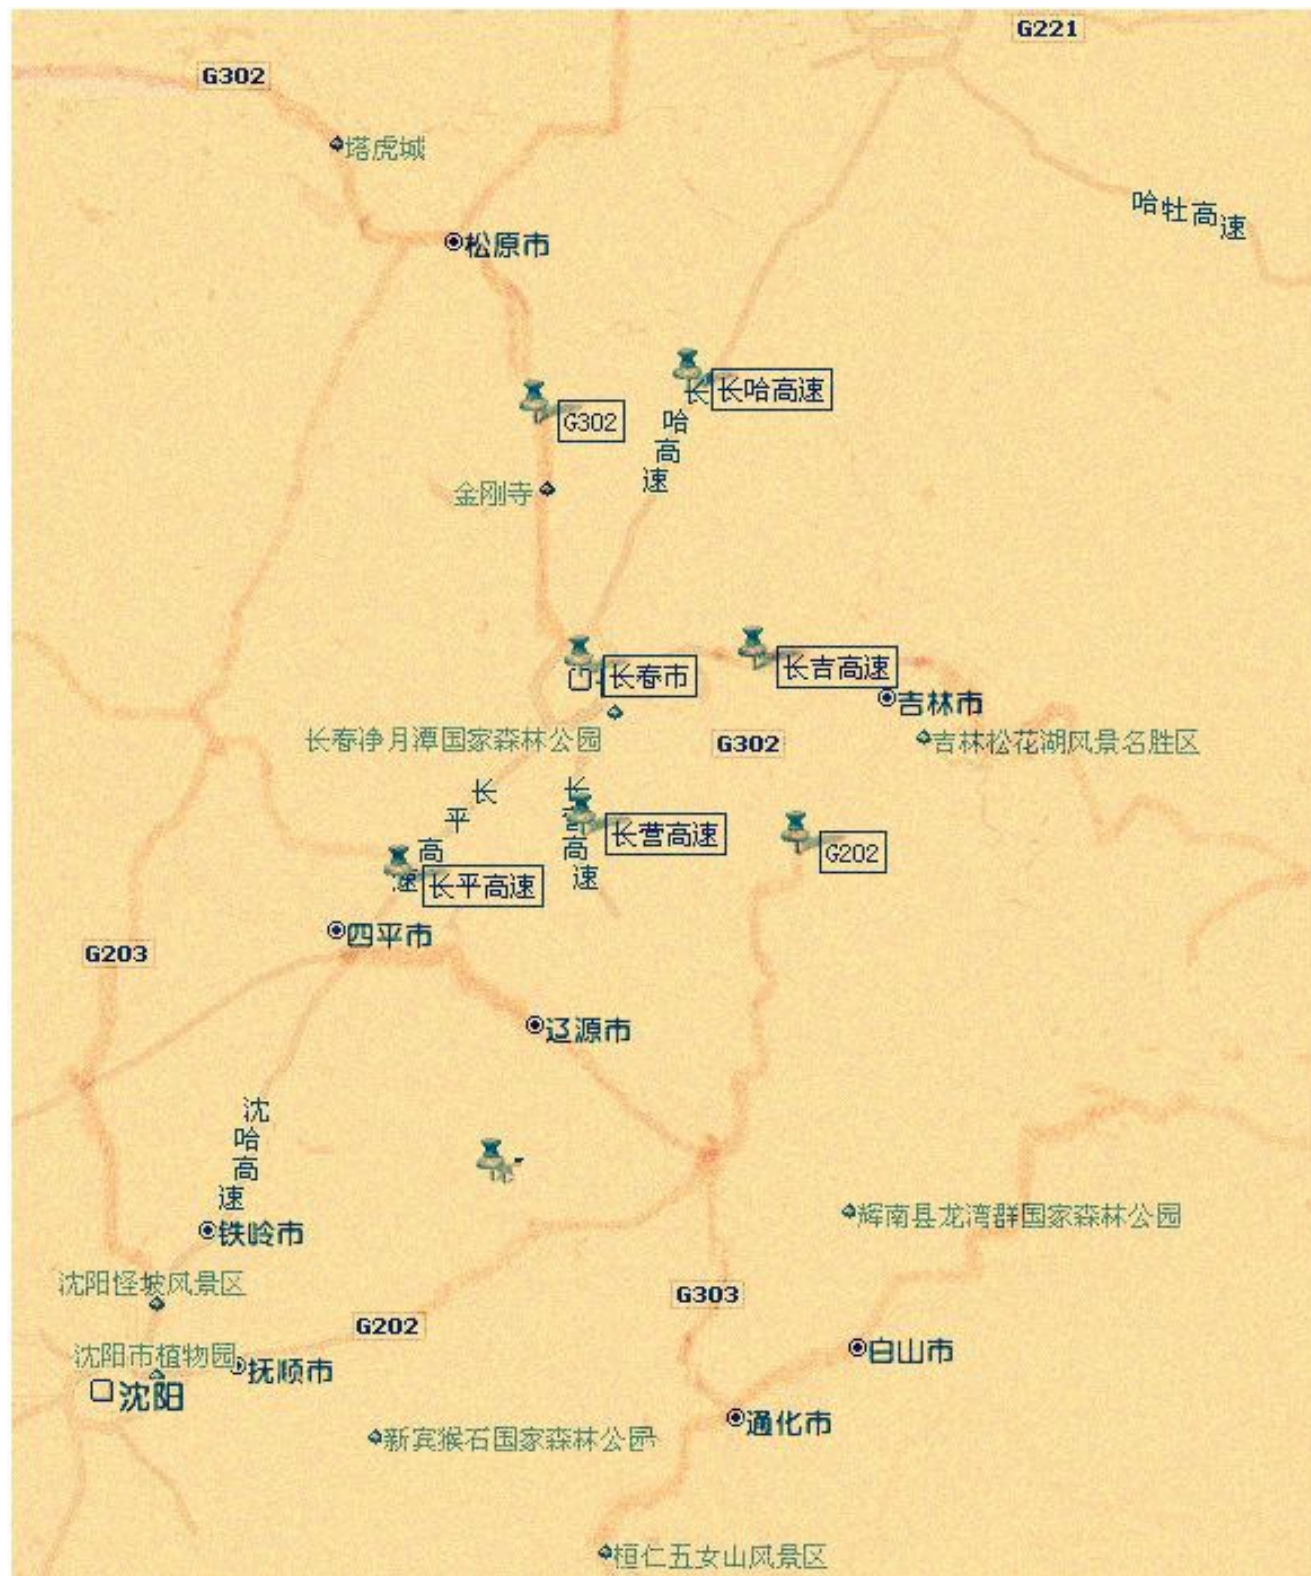 G221
G302
塔虎城
哈牡高速
松原市
长哈高速
长哈高速
G302
金刚寺
长春市
长吉高速
吉林市
长春净月潭国家森林公园
G302
吉林松花湖风景名胜区
长平高速
长营高速
长营高速
G202
长平高速
四平市
G203
辽源市
沈哈高速
辉南县龙湾群国家森林公园
铁岭市
沈阳怪坡风景区
G303
G202
白山市
沈阳市植物园
抚顺市
沈阳
通化市
新宾猴石国家森林公园
桓仁五女山风景区